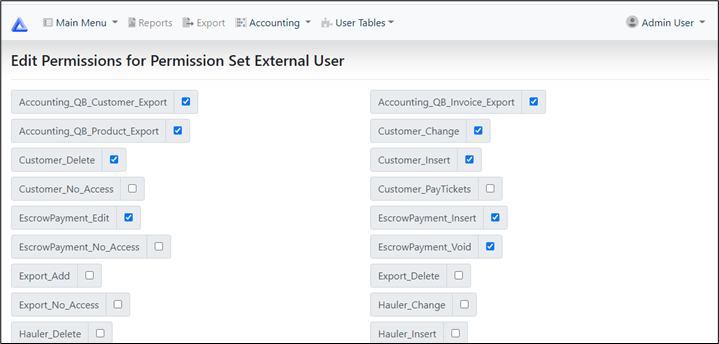 Main Menu Reports Export Accounting User Tables Admin User
Edit Permissions for Permission Set External User
Accounting_QB_Customer_Export Accounting_QB_Invoice_Export
Accounting_QB_Product_Export Customer_Change
Customer_Delete Customer_Insert
Customer_No_Access Customer_PayTickets
EscrowPayment_Edit EscrowPayment_Insert
EscrowPayment_No_Access EscrowPayment_Void
Export_Add Export_Delete
Export_No_Access Hauler_Change
Hauler_Delete Hauler_Insert